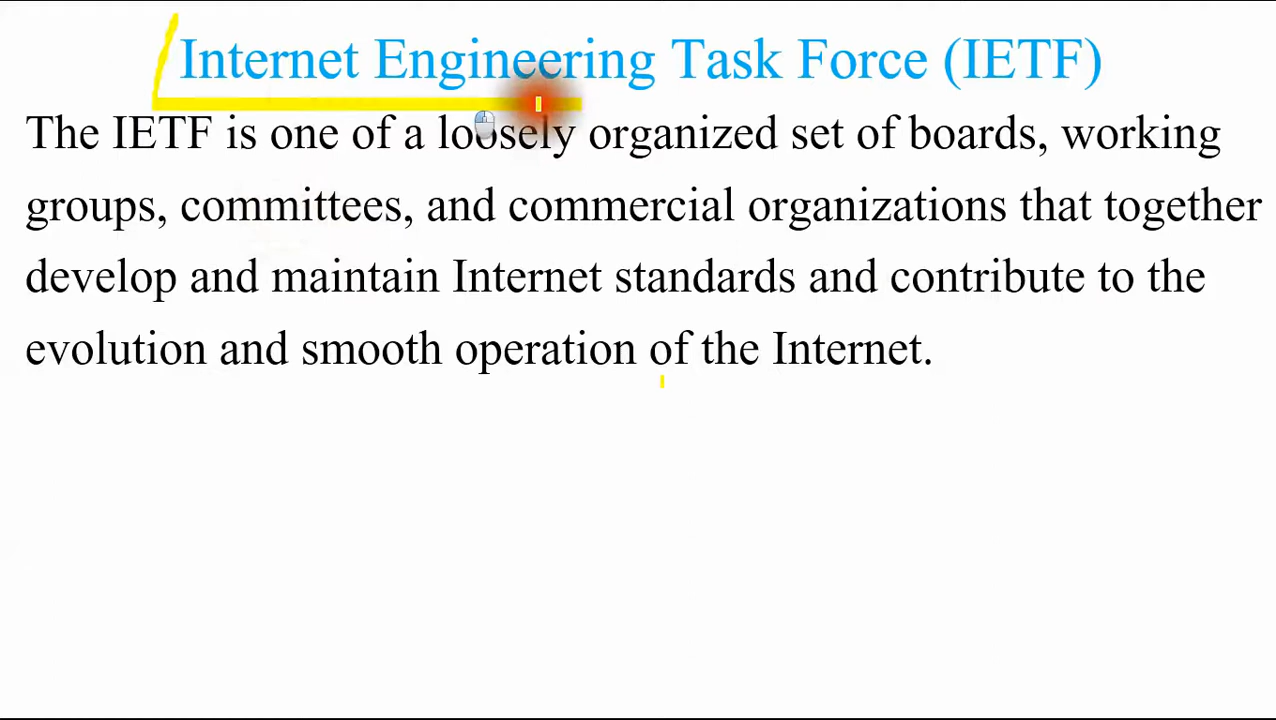 Internet Engineering Task Force (IETF)
The IETF is one of a loosely organized set of boards, working
groups, committees, and commercial organizations that together
develop and maintain Internet standards and contribute to the
evolution and smooth operation of the Internet.